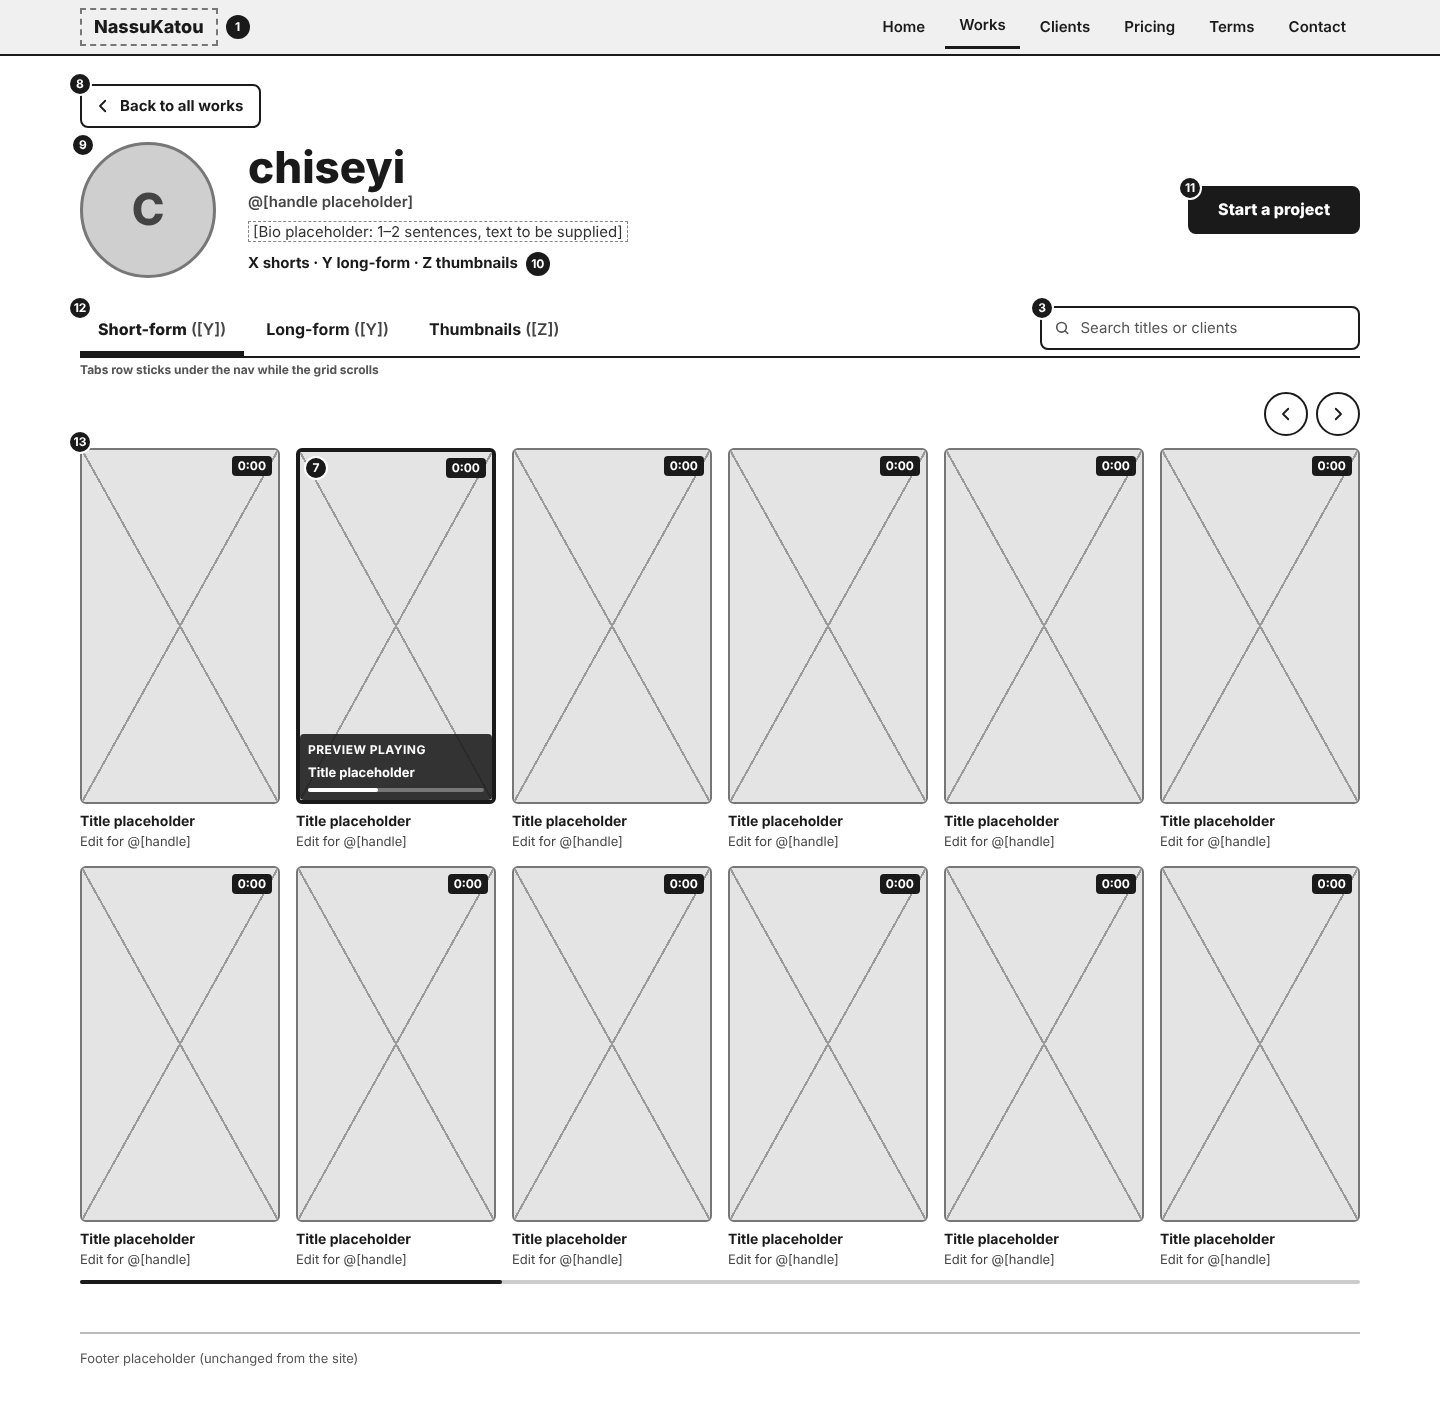 NassuKatou 1 Home Works Clients Pricing Terms Contact
8
Back to all works
9
C
chiseyi
@[handle placeholder]
[Bio placeholder: 1–2 sentences, text to be supplied]
X shorts · Y long-form · Z thumbnails 10
11
Start a project
12
Short-form ([Y]) Long-form ([Y]) Thumbnails ([Z])
3
Search titles or clients
Tabs row sticks under the nav while the grid scrolls
13
0:00 7 0:00 0:00 0:00 0:00 0:00
PREVIEW PLAYING
Title placeholder
Title placeholder Title placeholder Title placeholder Title placeholder Title placeholder Title placeholder
Edit for @[handle] Edit for @[handle] Edit for @[handle] Edit for @[handle] Edit for @[handle] Edit for @[handle]
0:00 0:00 0:00 0:00 0:00 0:00
Title placeholder Title placeholder Title placeholder Title placeholder Title placeholder Title placeholder
Edit for @[handle] Edit for @[handle] Edit for @[handle] Edit for @[handle] Edit for @[handle] Edit for @[handle]
Footer placeholder (unchanged from the site)